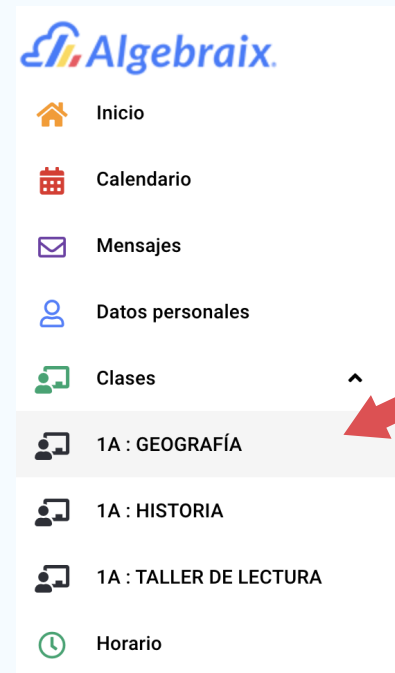 Algebraix.
Inicio
Calendario
Mensajes
Datos personales
Clases
1A : GEOGRAFÍA
1A : HISTORIA
1A : TALLER DE LECTURA
Horario